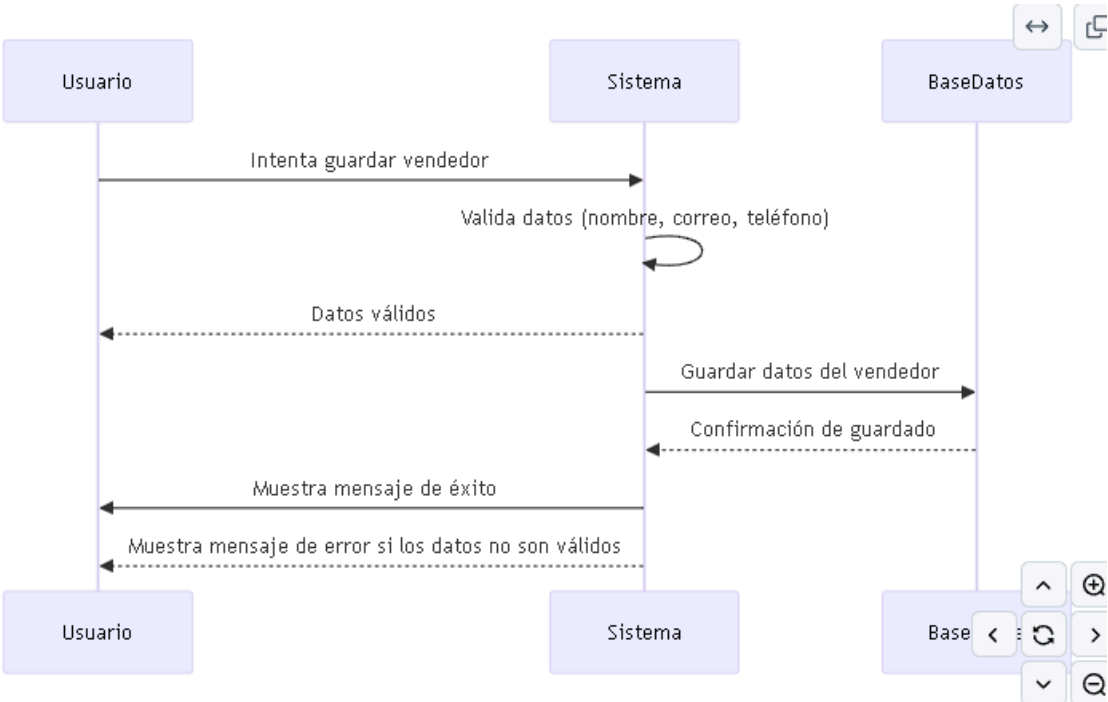 Usuario
Sistema
BaseDatos
Intenta guardar vendedor
Valida datos (nombre, correo, teléfono)
Datos válidos
Guardar datos del vendedor
Confirmación de guardado
Muestra mensaje de éxito
Muestra mensaje de error si los datos no son válidos
Usuario
Sistema
Base